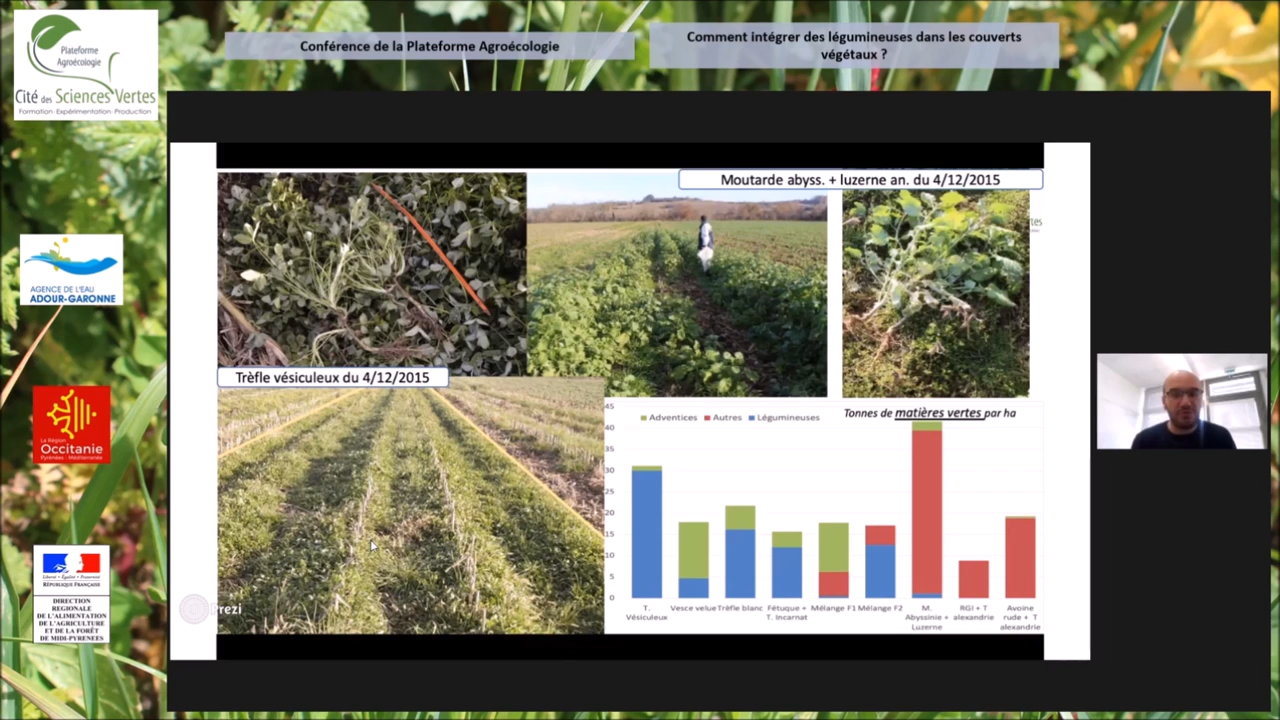 Plateforme
Agroécologie
Cité des Sciences Vertes
Formation - Expérimentation - Production
Conférence de la Plateforme Agroécologie
Comment intégrer des légumineuses dans les couverts
végétaux ?
AGENCE DE L'EAU
ADOUR-GARONNE
La Région
Occitanie
Pyrénées - Méditerranée
Liberté • Égalité • Fraternité
RÉPUBLIQUE FRANÇAISE
DIRECTION
REGIONALE
DE L'ALIMENTATION
DE L'AGRICULTURE
ET DE LA FORÊT
DE MIDI-PYRENEES
Moutarde abyss. + luzerne an. du 4/12/2015
Trèfle vésiculeux du 4/12/2015
Prezi
Tonnes de matières vertes par ha
Adventices Autres Légumineuses
45
40
35
30
25
20
15
10
5
0
T.
Vésiculeux
Vesce velue
Trèfle blanc
Fétuque +
T. Incarnat
Mélange F1
Mélange F2
M.
Abyssinie +
Luzerne
RGI + T
alexandrie
Avoine
rude + T
alexandrie